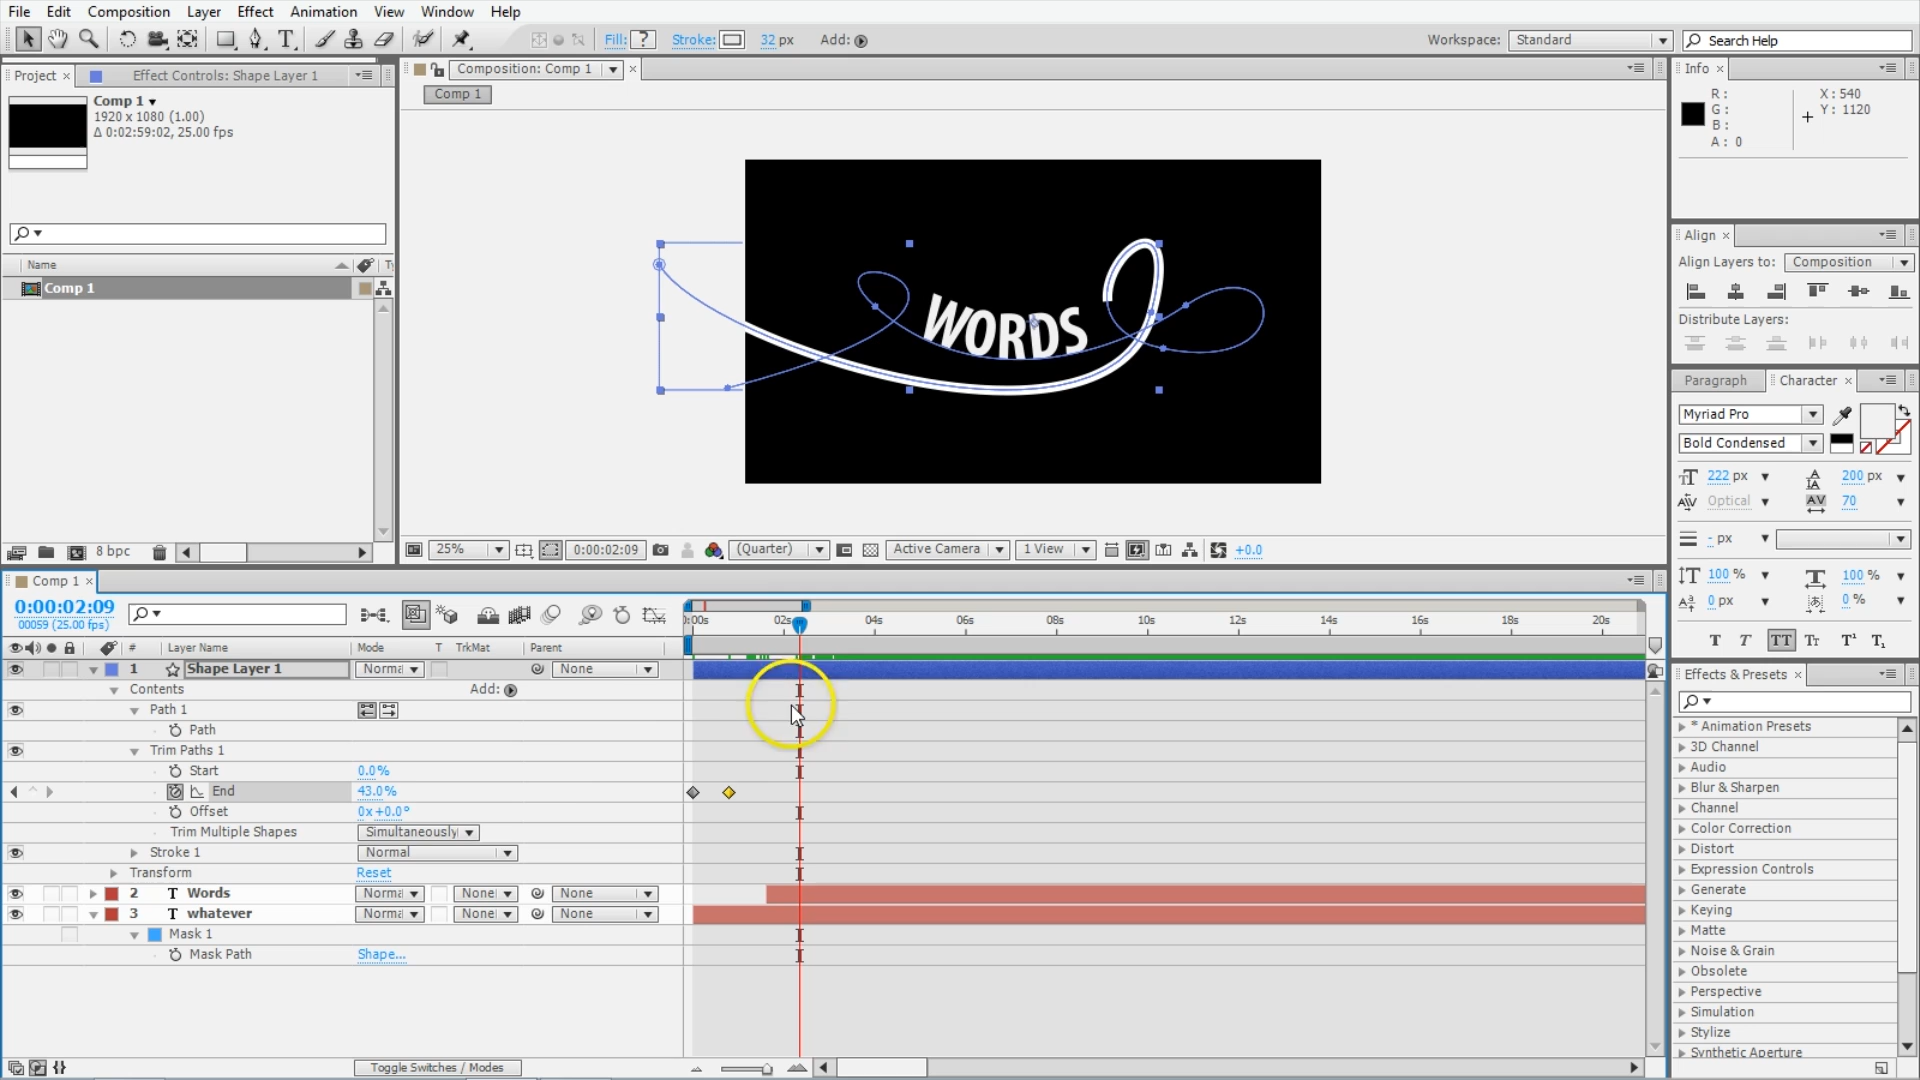 File Edit Composition Layer Effect Animation View Window Help
Fill: ? Stroke: 32 px Add: Workspace: Standard Search Help
Project × Effect Controls: Shape Layer 1
Comp 1
1920 x 1080 (1.00)
Δ 0:02:59:02, 25.00 fps
Name
Comp 1
8 bpc
Composition: Comp 1 ×
Comp 1
WORDS
25% 0:00:02:09 (Quarter) Active Camera 1 View +0.0
Info ×
R: X: 540
G: Y: 1120
B:
A: 0
Align ×
Align Layers to: Composition
Distribute Layers:
Paragraph Character ×
Myriad Pro
Bold Condensed
222 px 200 px
Optical 70
- px
100 % 100 %
0 px 0 %
T T TT Tr T¹ T₁
Effects & Presets ×
* Animation Presets
3D Channel
Audio
Blur & Sharpen
Channel
Color Correction
Distort
Expression Controls
Generate
Keying
Matte
Noise & Grain
Obsolete
Perspective
Simulation
Stylize
Synthetic Aperture
Comp 1 ×
0:00:02:09
00059 (25.00 fps)
02s 04s 06s 08s 10s 12s 14s 16s 18s 20s
# Layer Name Mode T TrkMat Parent
1 Shape Layer 1 None
Contents Add:
Path 1
Path
Trim Paths 1
Start 0.0%
End 43.0%
Offset 0x+0.0°
Trim Multiple Shapes Simultaneously
Stroke 1 Normal
Transform Reset
2 T Words None None
3 T whatever None None
Mask 1
Mask Path Shape...
Toggle Switches / Modes